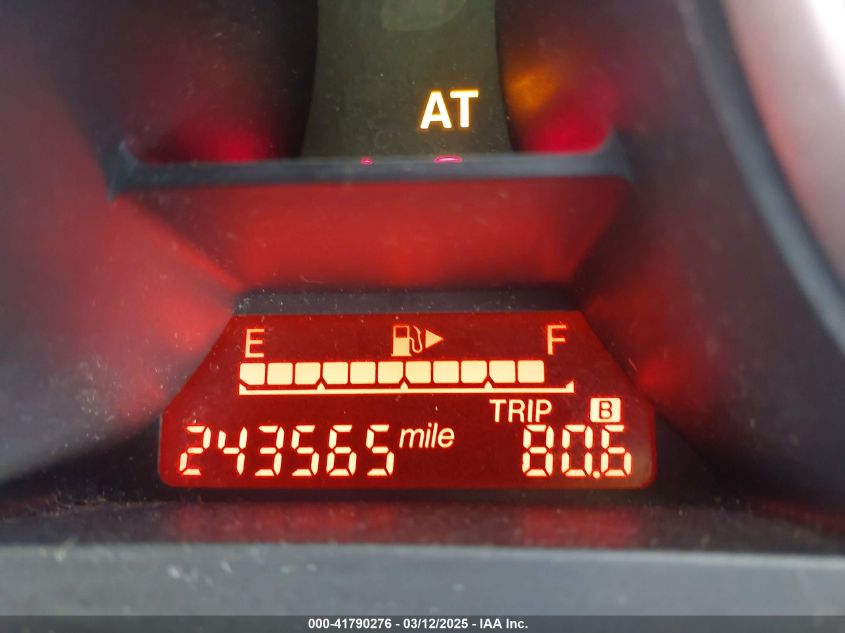 AT
E F
TRIP B
243565 mile 80.6
000-41790276 - 03/12/2025 - IAA Inc.